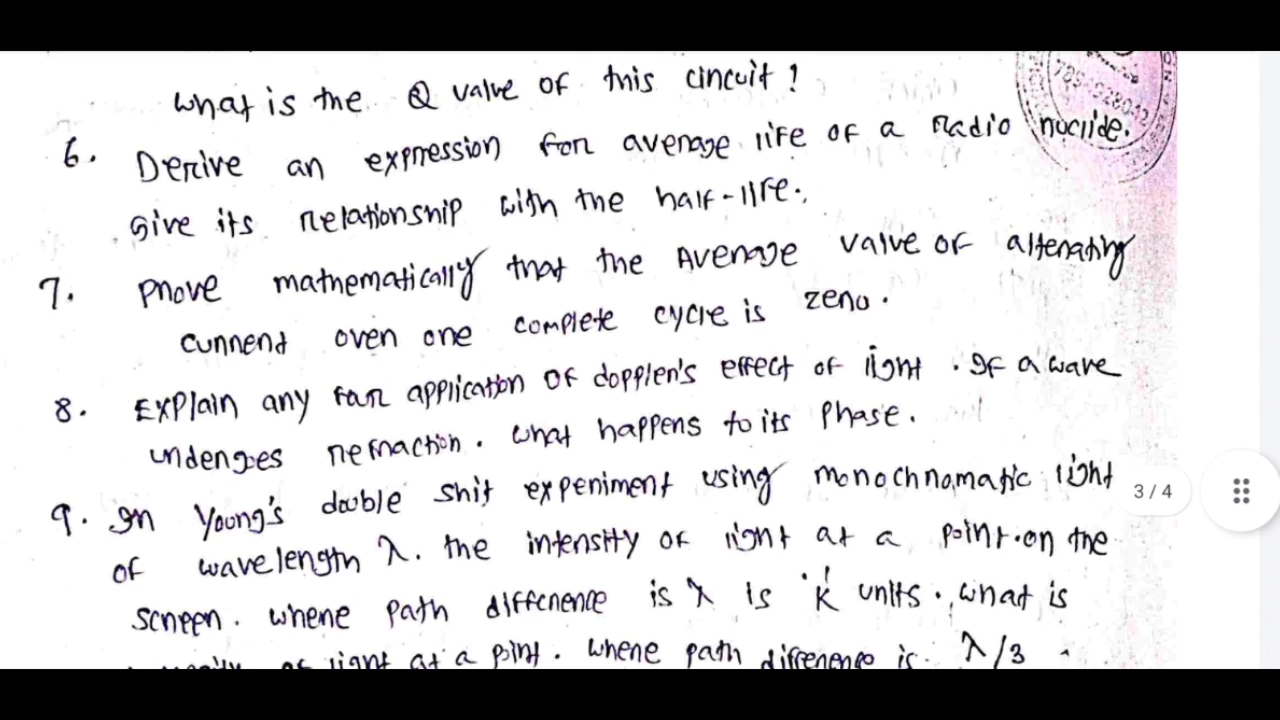 What is the Q value of this circuit ?
6. Derive an expression for average life of a Radio nuclide.
Give its relationship with the half-life.
7. Prove mathematically that the Average value of altenating
current over one complete cycle is zero.
8. Explain any four application of doppler's effect of light. If a wave
undergoes refraction. What happens to its Phase.
9. In Young's double shit experiment using monochromatic light
of wavelength λ. the intensity of light at a point on the
screen. where path difference is λ is 'K' units. what is
of light at a point. where path difference is λ/3
3 / 4